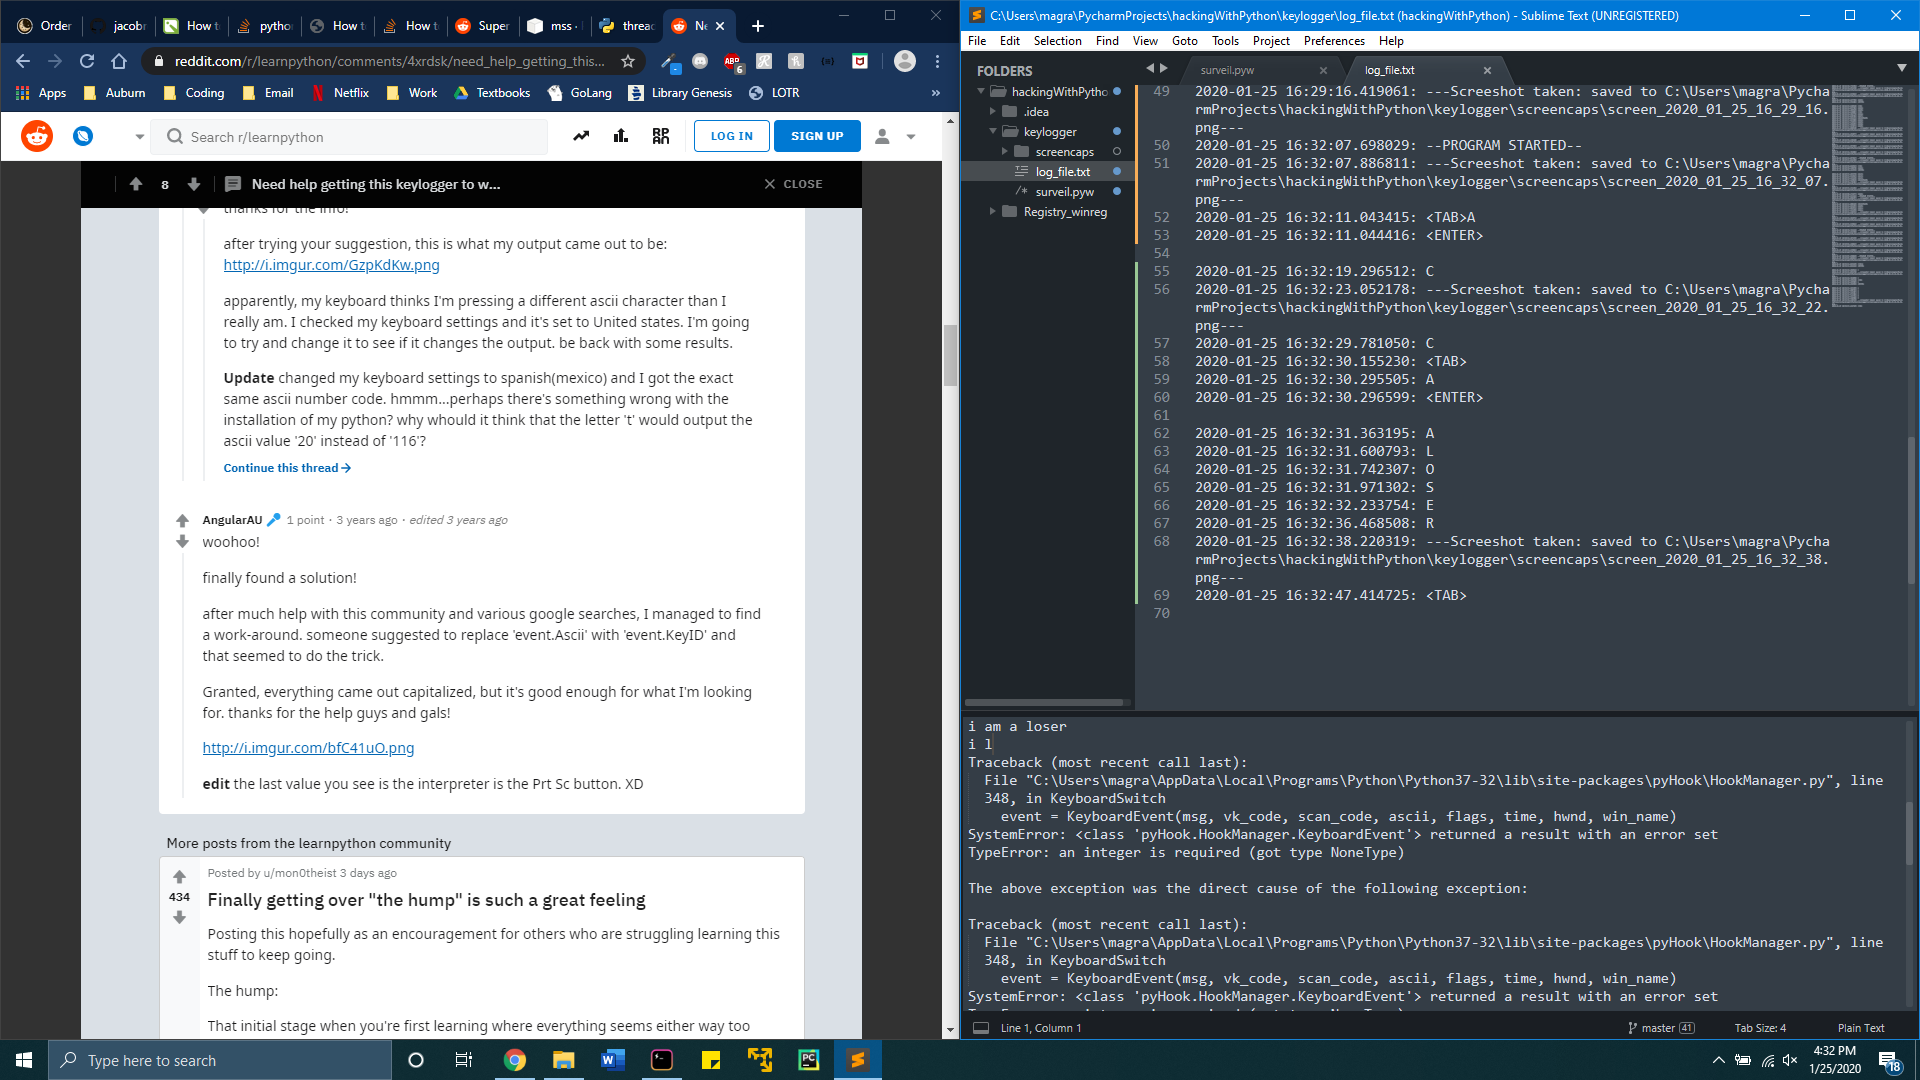 Order
jacobr
How t
pytho
How t
How t
Super
mss ·
threac
Ne
reddit.com/r/learnpython/comments/4xrdsk/need_help_getting_this...
Apps
Auburn
Coding
Email
Netflix
Work
Textbooks
GoLang
Library Genesis
LOTR
»
Search r/learnpython
LOG IN
SIGN UP
8
Need help getting this keylogger to w...
CLOSE
thanks for the info!
after trying your suggestion, this is what my output came out to be:
http://i.imgur.com/GzpKdKw.png
apparently, my keyboard thinks I'm pressing a different ascii character than I
really am. I checked my keyboard settings and it's set to United states. I'm going
to try and change it to see if it changes the output. be back with some results.
Update changed my keyboard settings to spanish(mexico) and I got the exact
same ascii number code. hmmm...perhaps there's something wrong with the
installation of my python? why whould it think that the letter 't' would output the
ascii value '20' instead of '116'?
Continue this thread→
AngularAU 1 point · 3 years ago · edited 3 years ago
woohoo!
finally found a solution!
after much help with this community and various google searches, I managed to find
a work-around. someone suggested to replace 'event.Ascii' with 'event.KeyID' and
that seemed to do the trick.
Granted, everything came out capitalized, but it's good enough for what I'm looking
for. thanks for the help guys and gals!
http://i.imgur.com/bfC41uO.png
edit the last value you see is the interpreter is the Prt Sc button. XD
More posts from the learnpython community
434
Posted by u/mon0theist 3 days ago
Finally getting over "the hump" is such a great feeling
Posting this hopefully as an encouragement for others who are struggling learning this
stuff to keep going.
The hump:
That initial stage when you're first learning where everything seems either way too
C:\Users\magra\PycharmProjects\hackingWithPython\keylogger\log_file.txt (hackingWithPython) - Sublime Text (UNREGISTERED)
File Edit Selection Find View Goto Tools Project Preferences Help
FOLDERS
hackingWithPytho
.idea
keylogger
screencaps
log_file.txt
/* surveil.pyw
Registry_winreg
surveil.pyw
log_file.txt
49 2020-01-25 16:29:16.419061: ---Screeshot taken: saved to C:\Users\magra\Pycha
rmProjects\hackingWithPython\keylogger\screencaps\screen_2020_01_25_16_29_16.
png---
50 2020-01-25 16:32:07.698029: --PROGRAM STARTED--
51 2020-01-25 16:32:07.886811: ---Screeshot taken: saved to C:\Users\magra\Pycha
rmProjects\hackingWithPython\keylogger\screencaps\screen_2020_01_25_16_32_07.
png---
52 2020-01-25 16:32:11.043415: <TAB>A
53 2020-01-25 16:32:11.044416: <ENTER>
54
55 2020-01-25 16:32:19.296512: C
56 2020-01-25 16:32:23.052178: ---Screeshot taken: saved to C:\Users\magra\Pycha
rmProjects\hackingWithPython\keylogger\screencaps\screen_2020_01_25_16_32_22.
png---
57 2020-01-25 16:32:29.781050: C
58 2020-01-25 16:32:30.155230: <TAB>
59 2020-01-25 16:32:30.295505: A
60 2020-01-25 16:32:30.296599: <ENTER>
61
62 2020-01-25 16:32:31.363195: A
63 2020-01-25 16:32:31.600793: L
64 2020-01-25 16:32:31.742307: O
65 2020-01-25 16:32:31.971302: S
66 2020-01-25 16:32:32.233754: E
67 2020-01-25 16:32:36.468508: R
68 2020-01-25 16:32:38.220319: ---Screeshot taken: saved to C:\Users\magra\Pycha
rmProjects\hackingWithPython\keylogger\screencaps\screen_2020_01_25_16_32_38.
png---
69 2020-01-25 16:32:47.414725: <TAB>
70
i am a loser
i l
Traceback (most recent call last):
File "C:\Users\magra\AppData\Local\Programs\Python\Python37-32\lib\site-packages\pyHook\HookManager.py", line
348, in KeyboardSwitch
event = KeyboardEvent(msg, vk_code, scan_code, ascii, flags, time, hwnd, win_name)
SystemError: <class 'pyHook.HookManager.KeyboardEvent'> returned a result with an error set
TypeError: an integer is required (got type NoneType)
The above exception was the direct cause of the following exception:
Traceback (most recent call last):
File "C:\Users\magra\AppData\Local\Programs\Python\Python37-32\lib\site-packages\pyHook\HookManager.py", line
348, in KeyboardSwitch
event = KeyboardEvent(msg, vk_code, scan_code, ascii, flags, time, hwnd, win_name)
SystemError: <class 'pyHook.HookManager.KeyboardEvent'> returned a result with an error set
Line 1, Column 1
master 41
Tab Size: 4
Plain Text
Type here to search
4:32 PM
1/25/2020
18